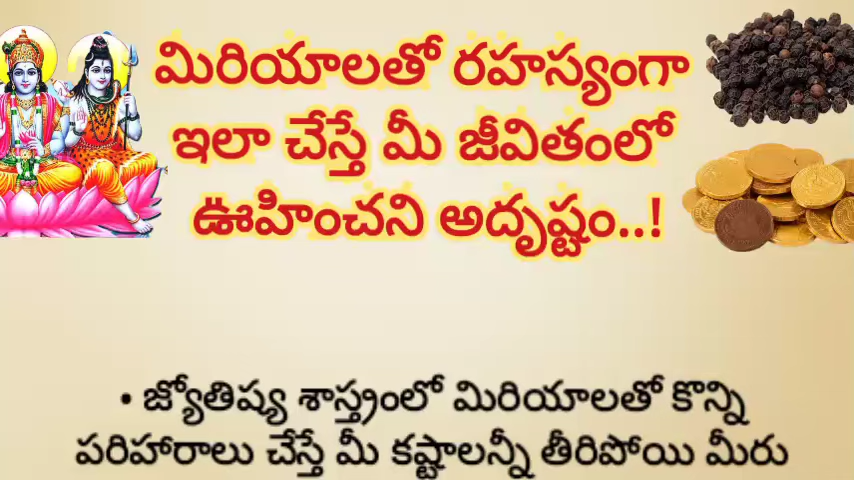 మిరియాలతో రహస్యంగా
ఇలా చేస్తే మీ జీవితంలో
ఊహించని అదృష్టం..!
• జ్యోతిష్య శాస్త్రంలో మిరియాలతో కొన్ని
పరిహారాలు చేస్తే మీ కష్టాలన్నీ తీరిపోయి మీరు